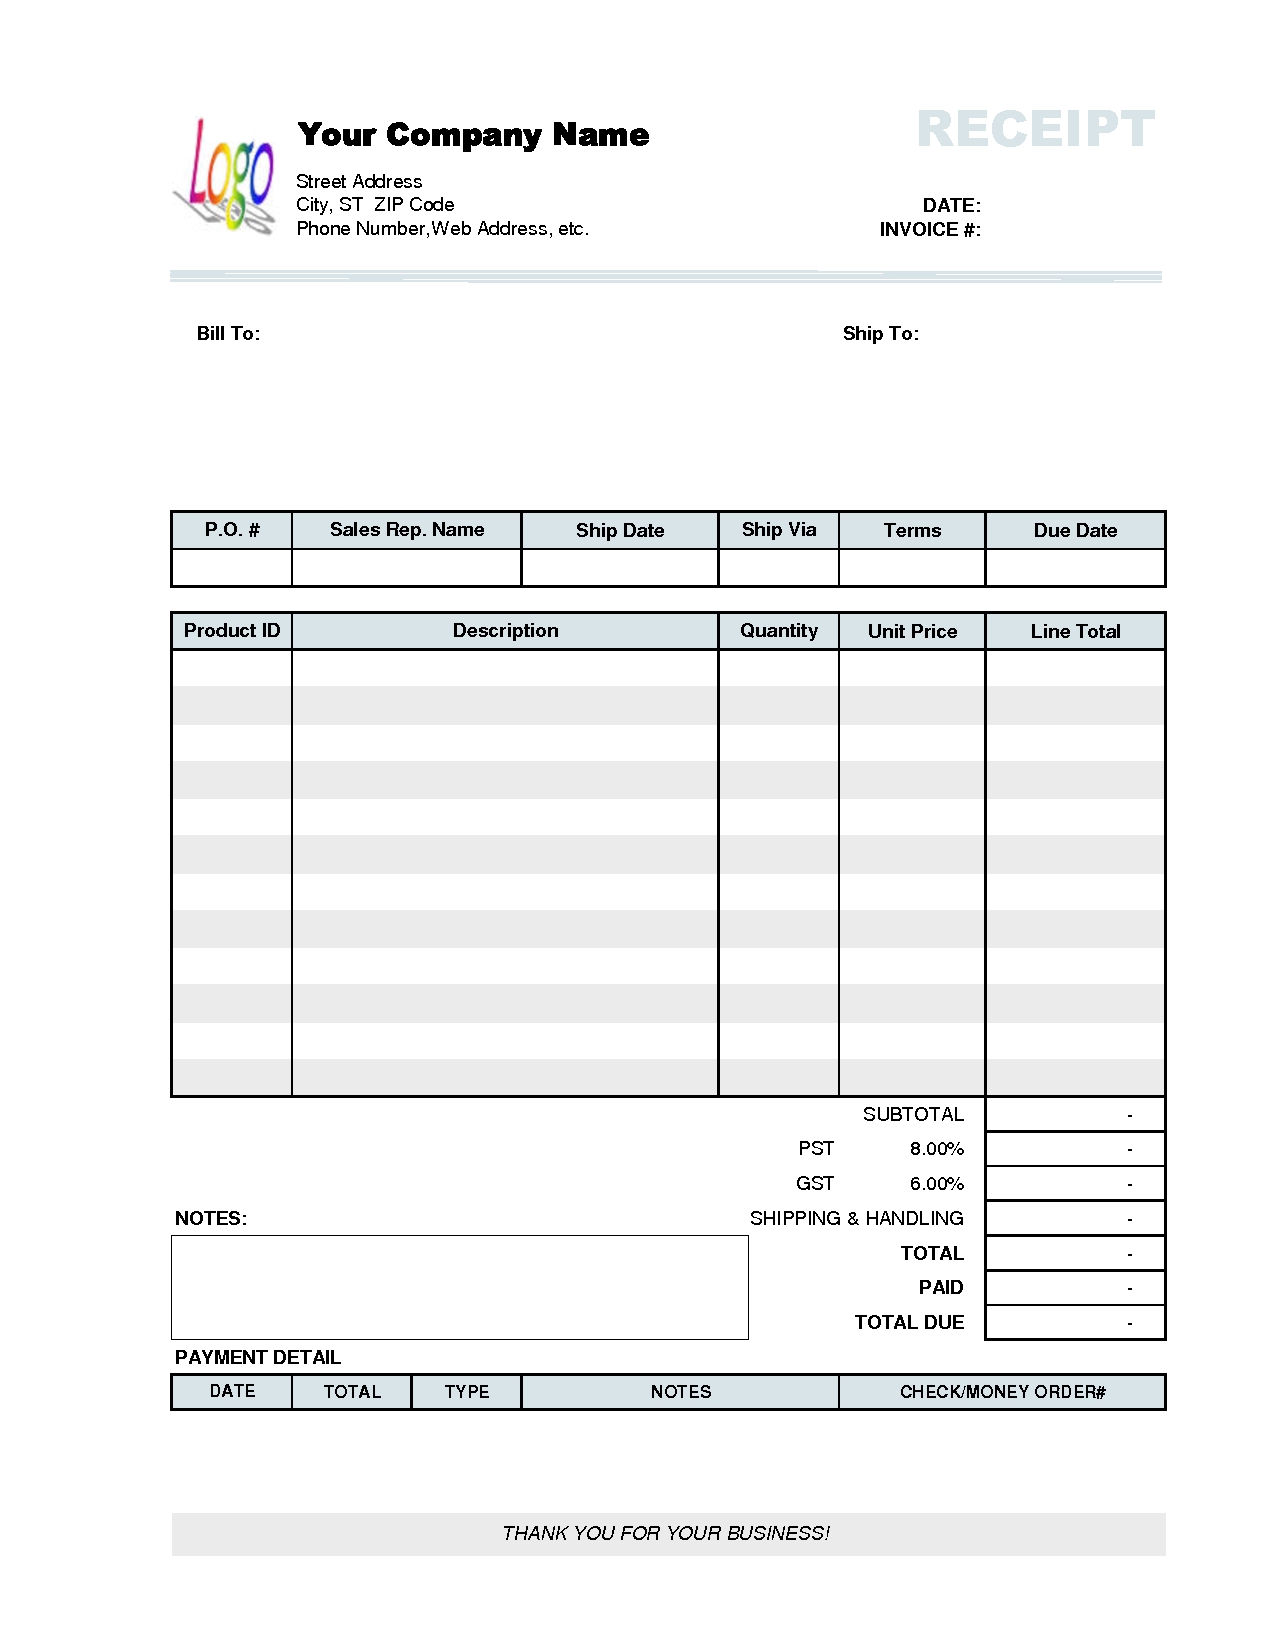 Logo
Your Company Name
RECEIPT
Street Address
City, ST  ZIP Code
DATE:
Phone Number,Web Address, etc.
INVOICE #:
Bill To:
Ship To:
P.O. # Sales Rep. Name Ship Date Ship Via Terms Due Date
Product ID Description Quantity Unit Price Line Total
SUBTOTAL -
PST 8.00% -
GST 6.00% -
NOTES: SHIPPING & HANDLING -
TOTAL -
PAID -
TOTAL DUE -
PAYMENT DETAIL
DATE TOTAL TYPE NOTES CHECK/MONEY ORDER#
THANK YOU FOR YOUR BUSINESS!